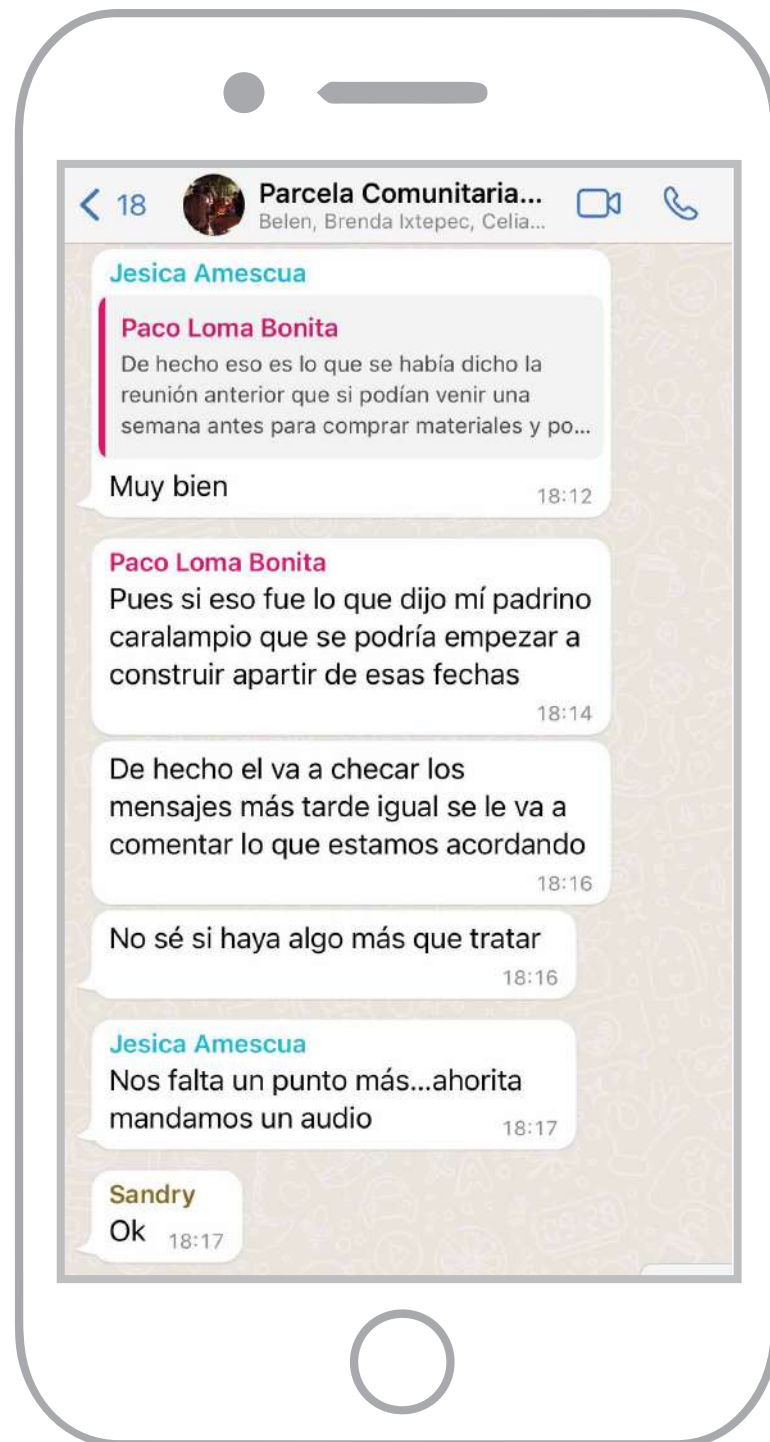 18
Parcela Comunitaria...
Belen, Brenda Ixtepec, Celia...
Jesica Amescua
Paco Loma Bonita
De hecho eso es lo que se había dicho la
reunión anterior que si podían venir una
semana antes para comprar materiales y po...
Muy bien
18:12
Paco Loma Bonita
Pues si eso fue lo que dijo mí padrino
caralampio que se podría empezar a
construir apartir de esas fechas
18:14
De hecho el va a checar los
mensajes más tarde igual se le va a
comentar lo que estamos acordando
18:16
No sé si haya algo más que tratar
18:16
Jesica Amescua
Nos falta un punto más...ahorita
mandamos un audio 18:17
Sandry
Ok 18:17